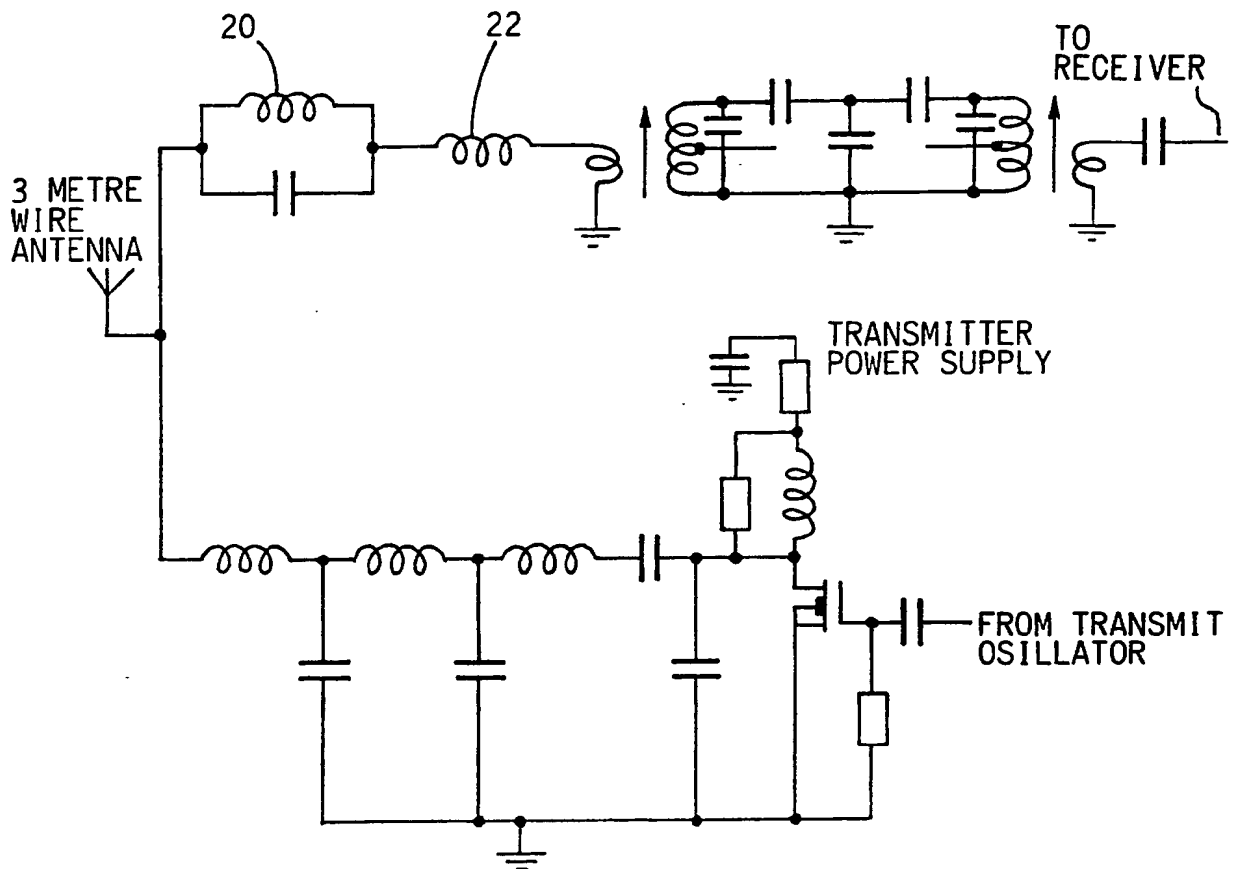 20
22
TO
RECEIVER
3 METRE
WIRE
ANTENNA
TRANSMITTER
POWER SUPPLY
FROM TRANSMIT
OSILLATOR